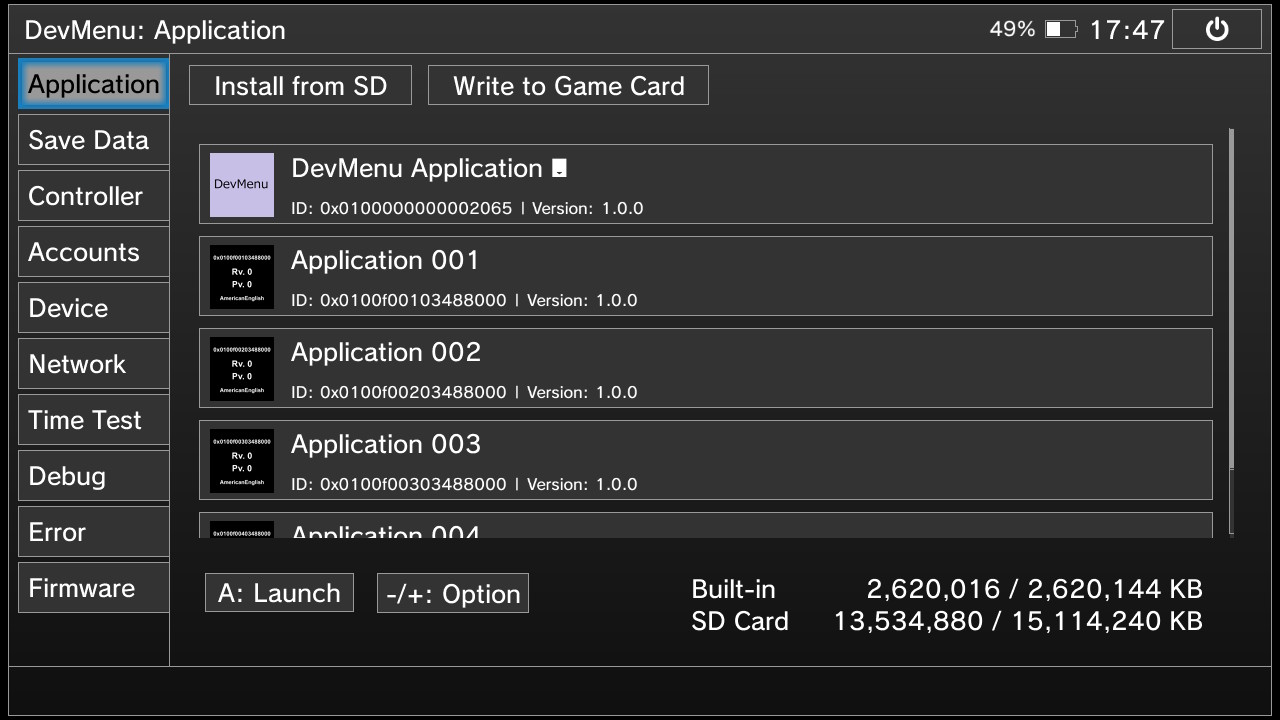 DevMenu: Application
49%
17:47
Application
Save Data
Controller
Accounts
Device
Network
Time Test
Debug
Error
Firmware
Install from SD
Write to Game Card
DevMenu
DevMenu Application
ID: 0x0100000000002065 | Version: 1.0.0
0x0100f00103488000
Rv. 0
Pv. 0
AmericanEnglish
Application 001
ID: 0x0100f00103488000 | Version: 1.0.0
0x0100f00203488000
Rv. 0
Pv. 0
AmericanEnglish
Application 002
ID: 0x0100f00203488000 | Version: 1.0.0
0x0100f00303488000
Rv. 0
Pv. 0
AmericanEnglish
Application 003
ID: 0x0100f00303488000 | Version: 1.0.0
0x0100f00403488000
Application 004
A: Launch
-/+: Option
Built-in 2,620,016 / 2,620,144 KB
SD Card 13,534,880 / 15,114,240 KB